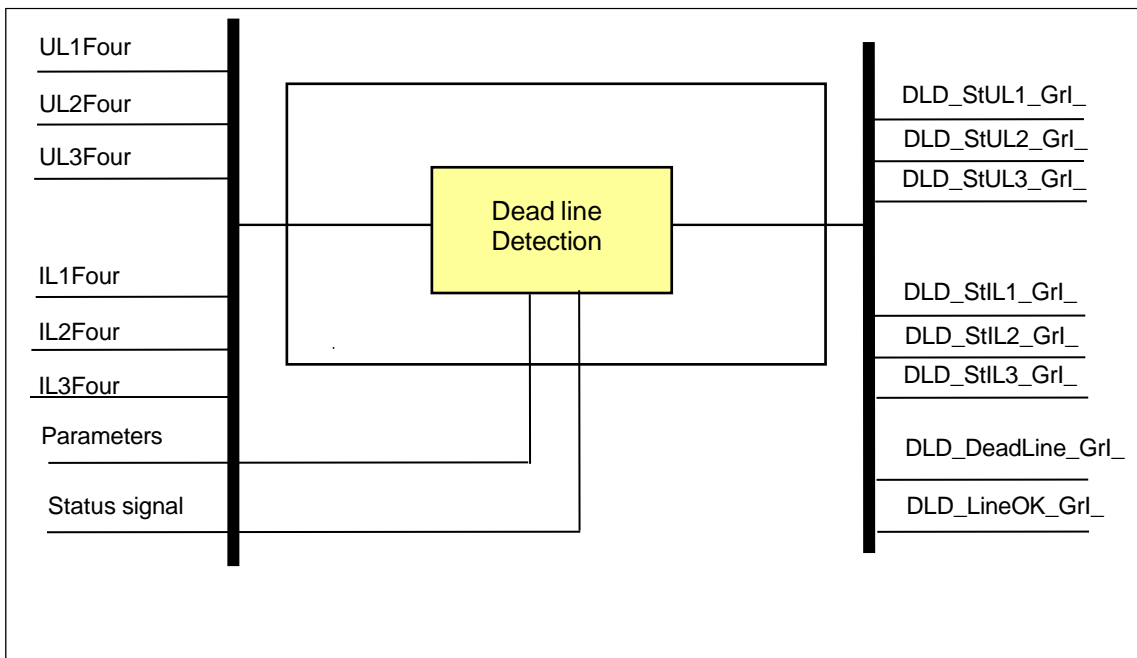 UL1Four
UL2Four
UL3Four
IL1Four
IL2Four
IL3Four
Parameters
Status signal
Dead line
Detection
DLD_StUL1_GrI_
DLD_StUL2_GrI_
DLD_StUL3_GrI_
DLD_StIL1_GrI_
DLD_StIL2_GrI_
DLD_StIL3_GrI_
DLD_DeadLine_GrI_
DLD_LineOK_GrI_